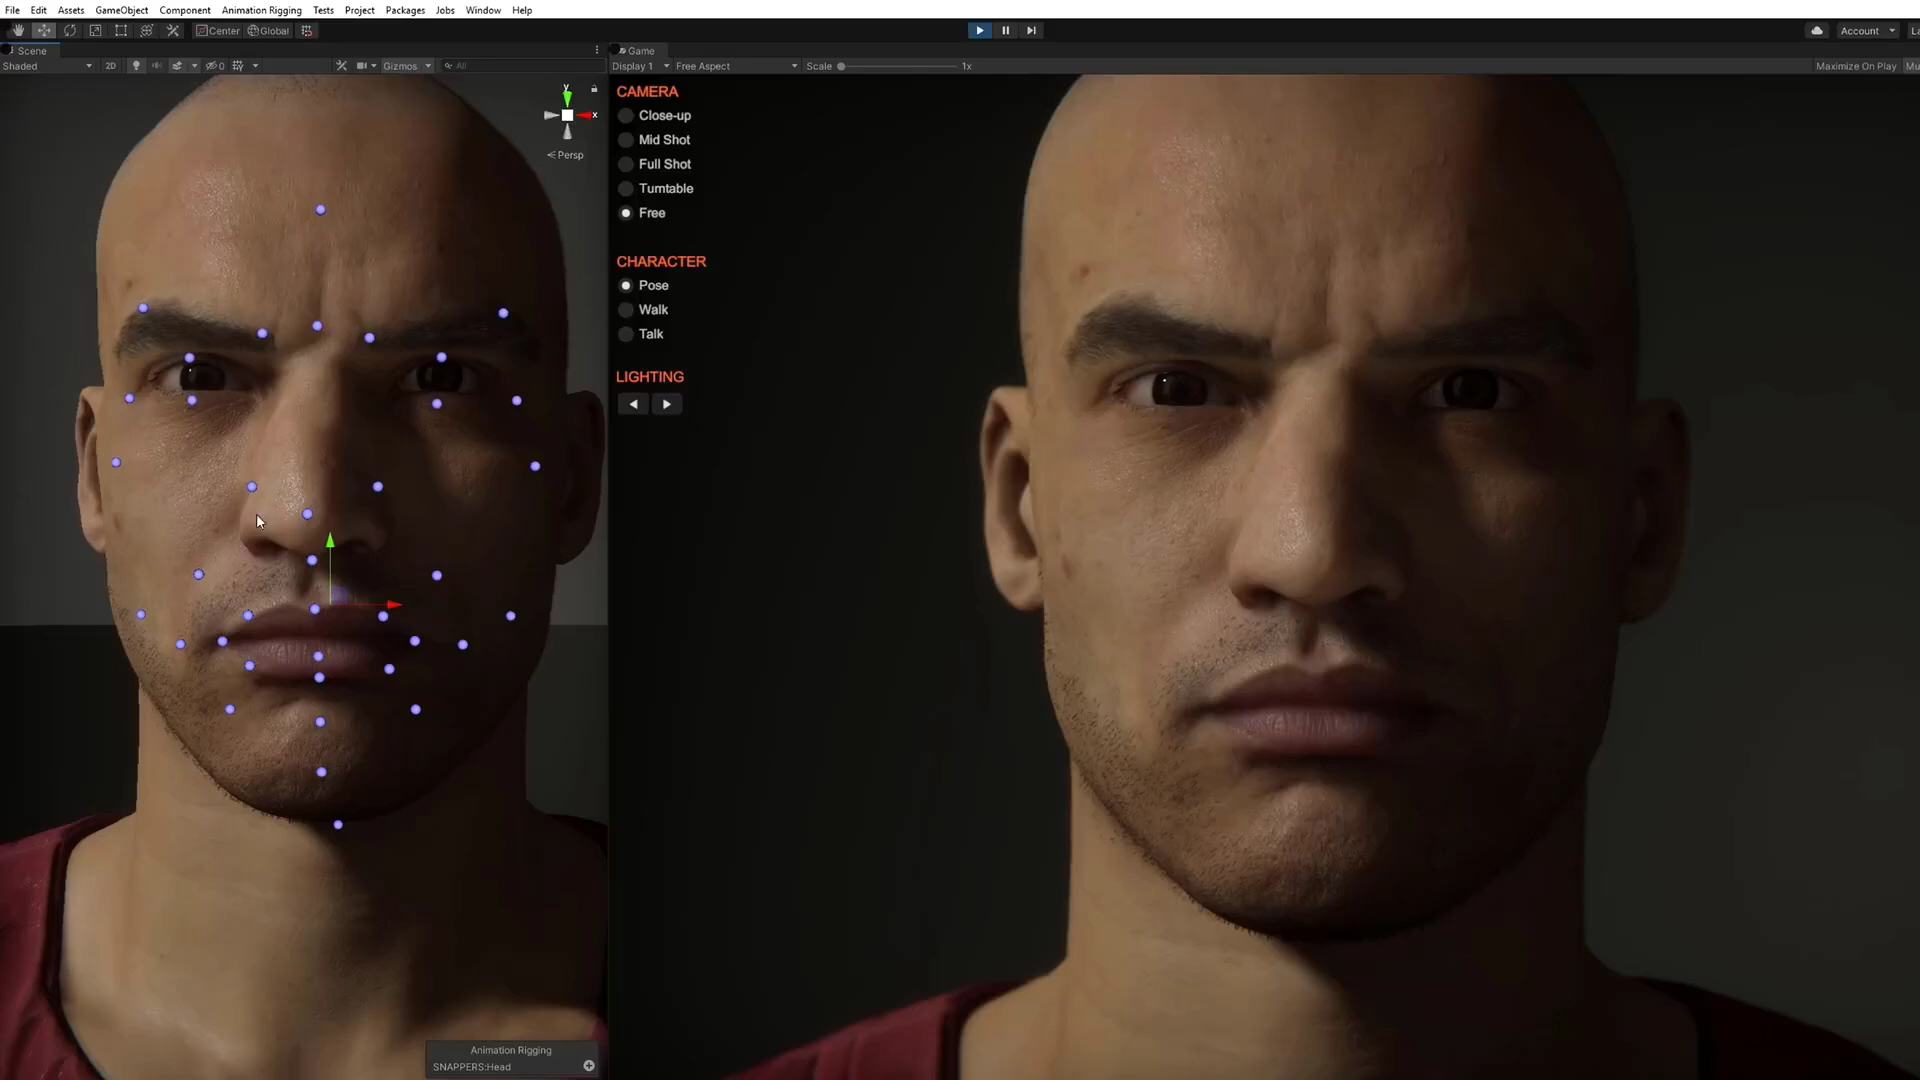 File Edit Assets GameObject Component Animation Rigging Tests Project Packages Jobs Window Help
Center Global Account
Scene Game
Shaded 2D 0 Gizmos All Display 1 Free Aspect Scale 1x Maximize On Play Mu
y
x
Persp
CAMERA
Close-up
Mid Shot
Full Shot
Turntable
Free
CHARACTER
Pose
Walk
Talk
LIGHTING
Animation Rigging
SNAPPERS:Head